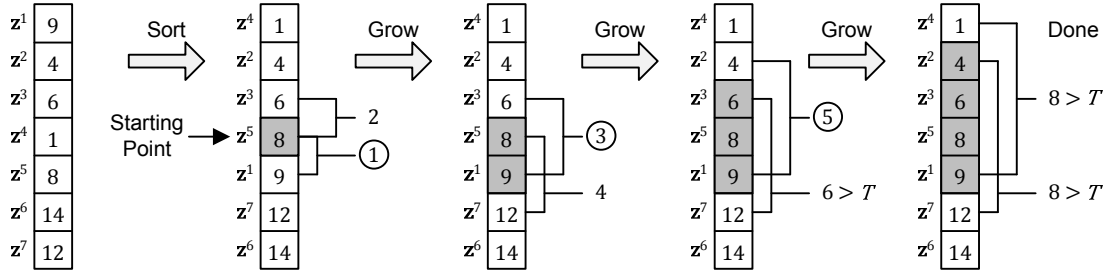 z¹ 9
z² 4
z³ 6
z⁴ 1
z⁵ 8
z⁶ 14
z⁷ 12
Sort
Starting
Point
z⁴ 1
z² 4
z³ 6
z⁵ 8
z¹ 9
z⁷ 12
z⁶ 14
2
1
Grow
z⁴ 1
z² 4
z³ 6
z⁵ 8
z¹ 9
z⁷ 12
z⁶ 14
3
4
Grow
z⁴ 1
z² 4
z³ 6
z⁵ 8
z¹ 9
z⁷ 12
z⁶ 14
5
6 > T
Grow
z⁴ 1
z² 4
z³ 6
z⁵ 8
z¹ 9
z⁷ 12
z⁶ 14
Done
8 > T
8 > T